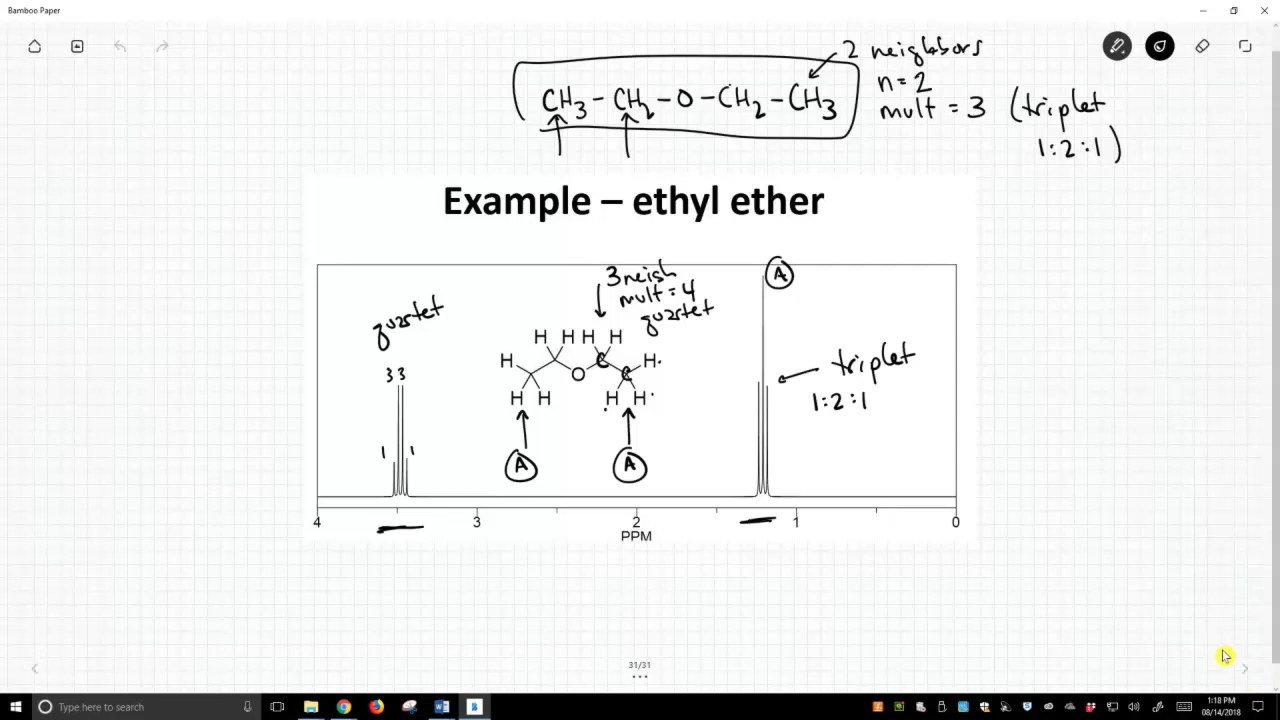 Bamboo Paper
2 neighbors
CH3 – CH2 – O – CH2 – CH3
n = 2
mult = 3 (triplet
1:2:1)
Example – ethyl ether
A
3 neigh
mult = 4
quartet
quartet
H H H H
H O C C H
H H H H
3 3
1 1
triplet
1:2:1
A A
4 3 2 1 0
PPM
31/31
Type here to search
1:18 PM
08/14/2018